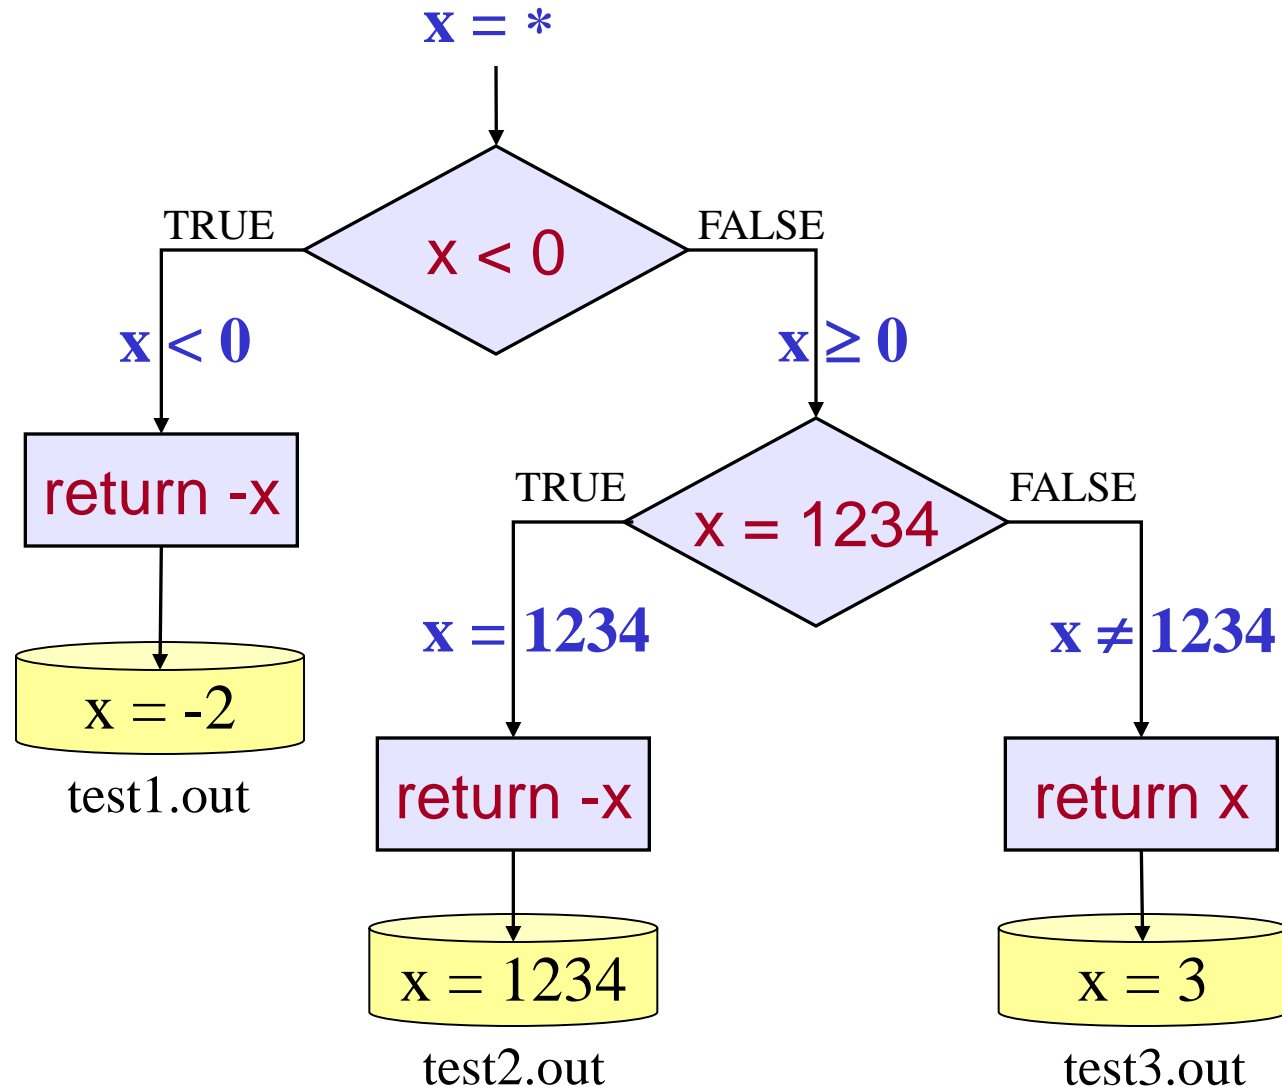 x = *
TRUE
FALSE
x < 0
x < 0
x ≥ 0
return -x
TRUE
FALSE
x = 1234
x = 1234
x ≠ 1234
x = -2
test1.out
return -x
return x
x = 1234
x = 3
test2.out
test3.out